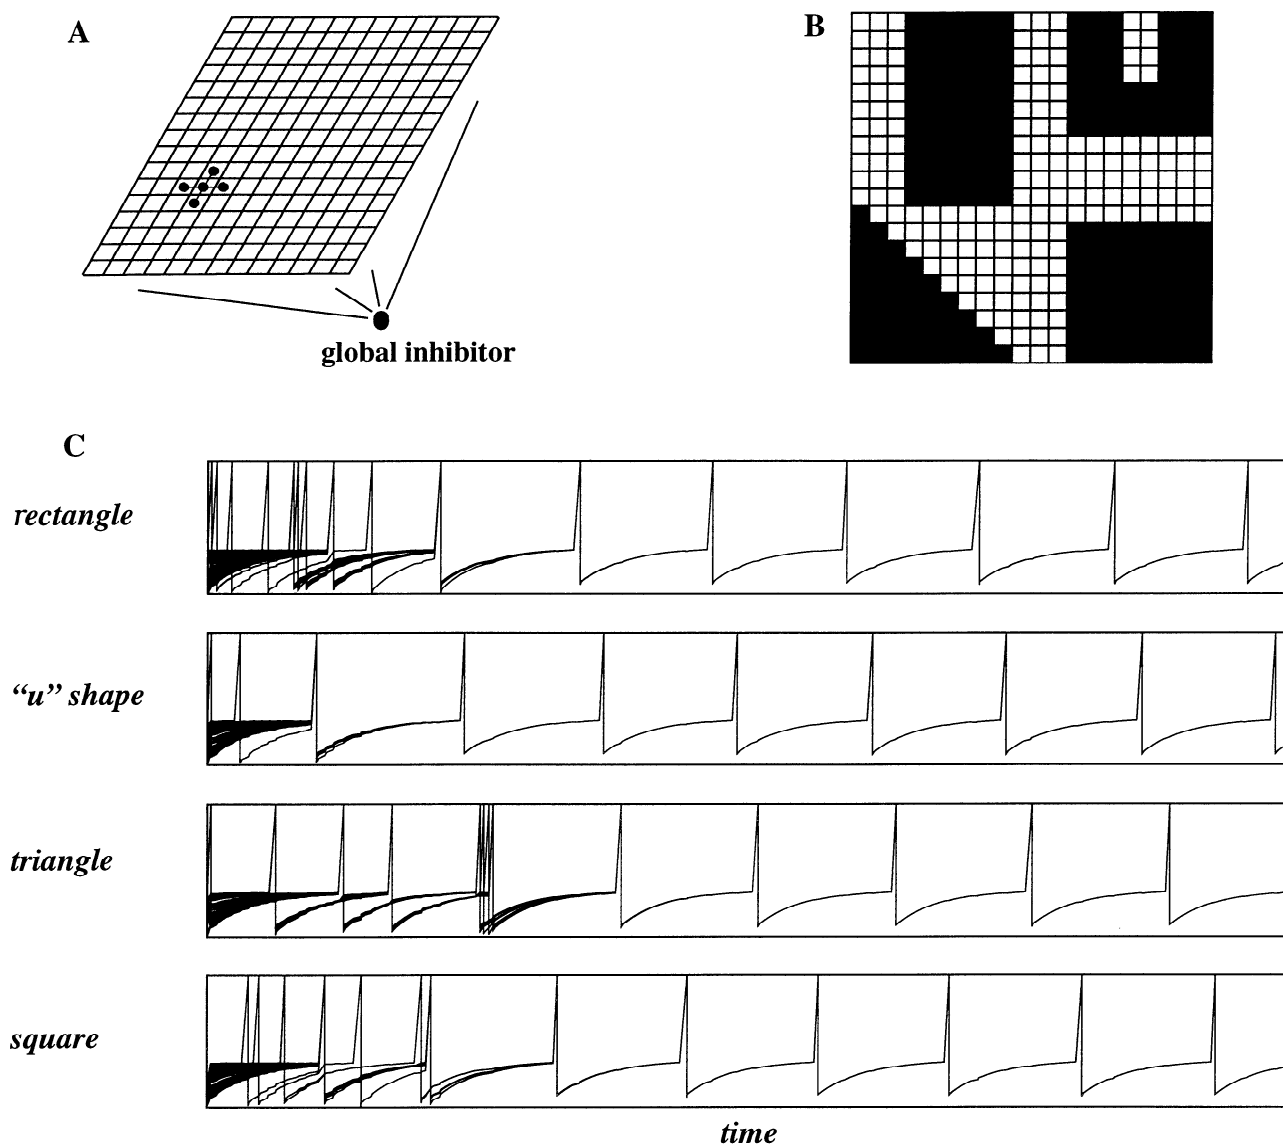 A
B
global inhibitor
C
rectangle
“u” shape
triangle
square
time